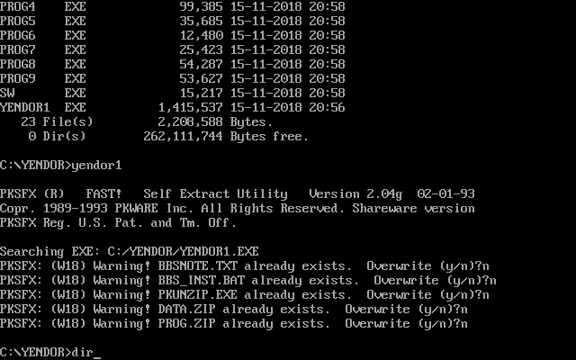 PROG4    EXE             99,385 15-11-2018 20:58
PROG5    EXE             35,685 15-11-2018 20:58
PROG6    EXE             12,480 15-11-2018 20:58
PROG7    EXE             25,423 15-11-2018 20:58
PROG8    EXE             54,287 15-11-2018 20:58
PROG9    EXE             53,627 15-11-2018 20:58
SW       EXE             15,217 15-11-2018 20:58
YENDOR1  EXE          1,415,537 15-11-2018 20:56
   23 File(s)         2,208,588 Bytes.
    0 Dir(s)        262,111,744 Bytes free.
C:\YENDOR>yendor1
PKSFX (R)   FAST!   Self Extract Utility   Version 2.04g  02-01-93
Copr. 1989-1993 PKWARE Inc. All Rights Reserved. Shareware version
PKSFX Reg. U.S. Pat. and Tm. Off.
Searching EXE: C:/YENDOR/YENDOR1.EXE
PKSFX: (W18) Warning! BBSNOTE.TXT already exists.  Overwrite (y/n)?n
PKSFX: (W18) Warning! BBS_INST.BAT already exists.  Overwrite (y/n)?n
PKSFX: (W18) Warning! PKUNZIP.EXE already exists.  Overwrite (y/n)?n
PKSFX: (W18) Warning! DATA.ZIP already exists.  Overwrite (y/n)?n
PKSFX: (W18) Warning! PROG.ZIP already exists.  Overwrite (y/n)?n
C:\YENDOR>dir_